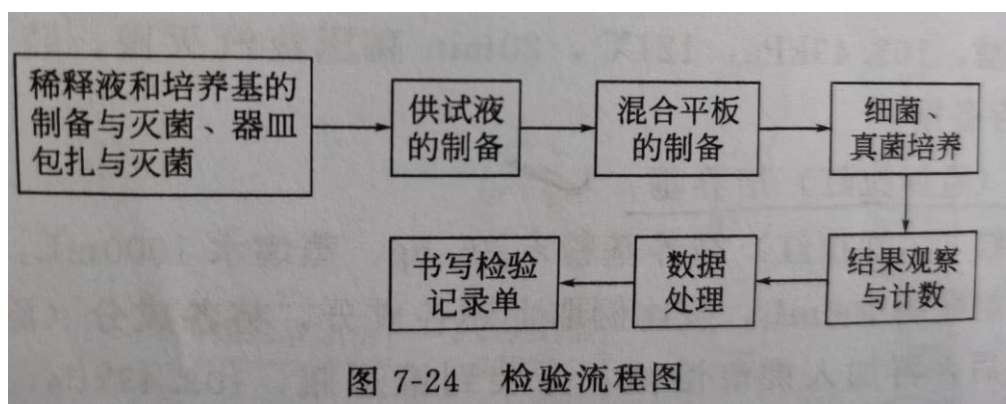 稀释液和培养基的
制备与灭菌、器皿
包扎与灭菌
供试液
的制备
混合平板
的制备
细菌、
真菌培养
结果观察
与计数
数据
处理
书写检验
记录单
图 7-24 检验流程图